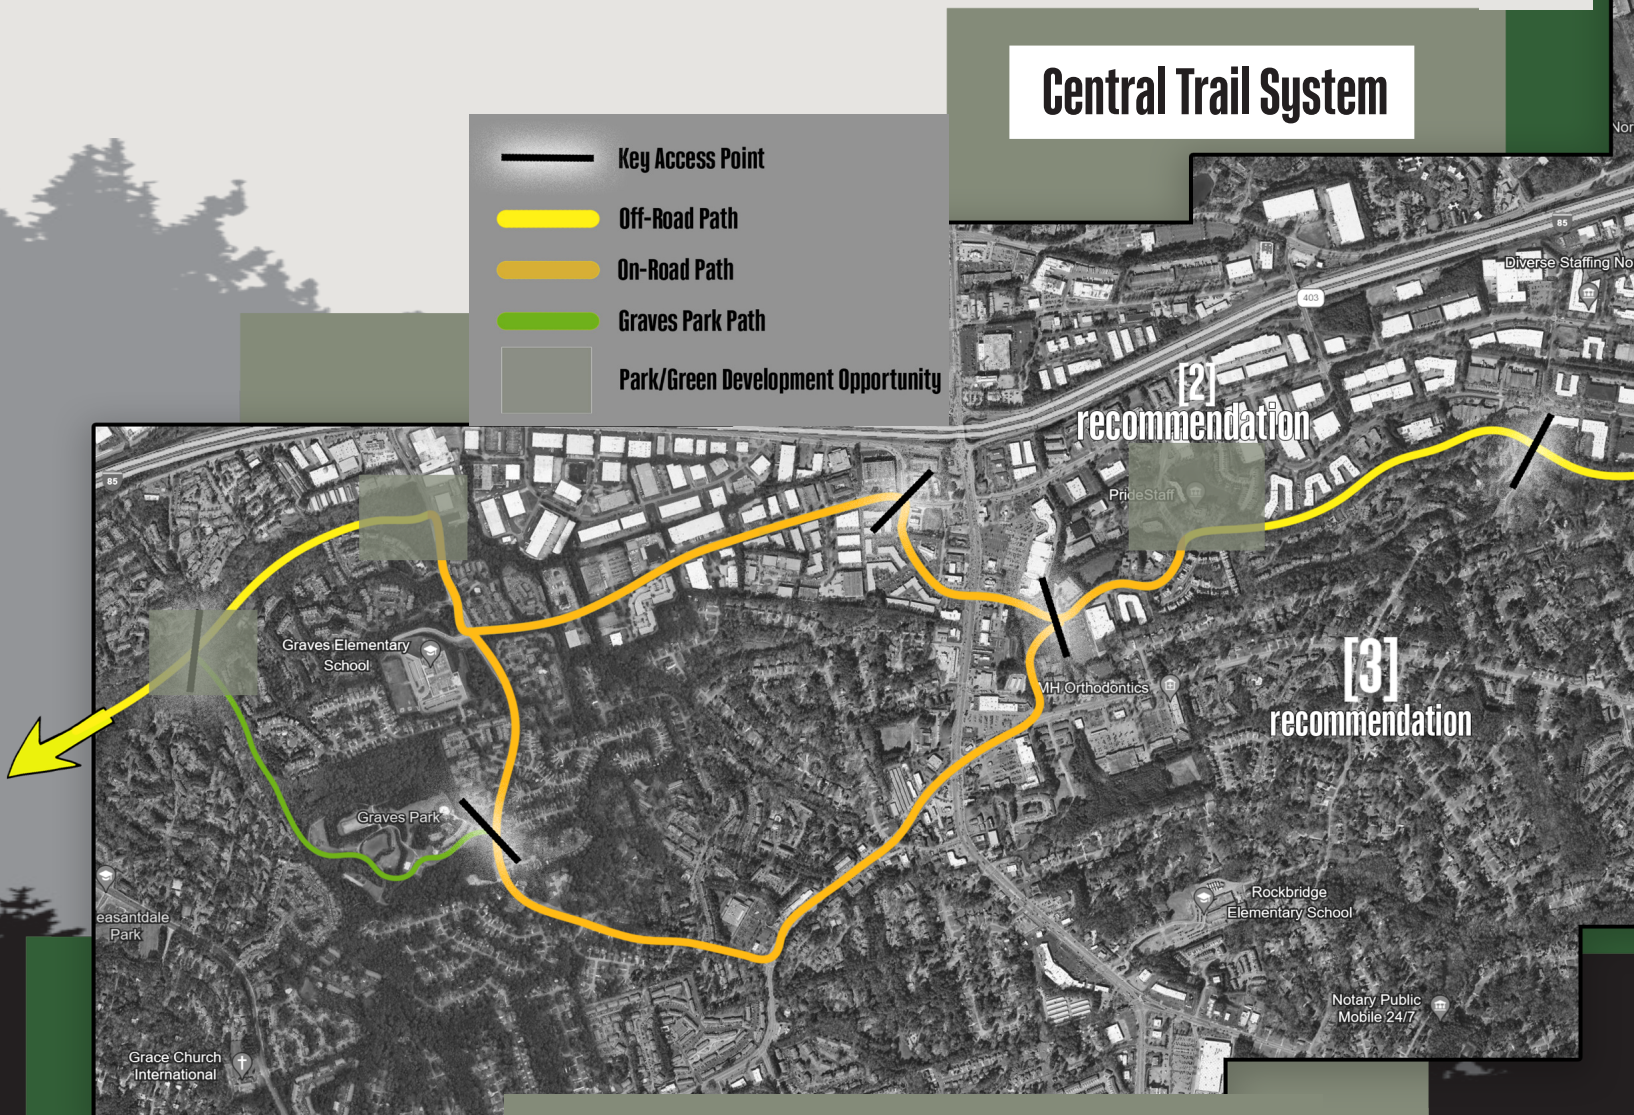 Central Trail System
Key Access Point
Off-Road Path
On-Road Path
Graves Park Path
Park/Green Development Opportunity
85
Diverse Staffing No
403
[2]
recommendation
85
PrideStaff
Graves Elementary
School
MH Orthodontics
[3]
recommendation
Graves Park
Rockbridge
Elementary School
easantdale
Park
Notary Public
Mobile 24/7
Grace Church
International